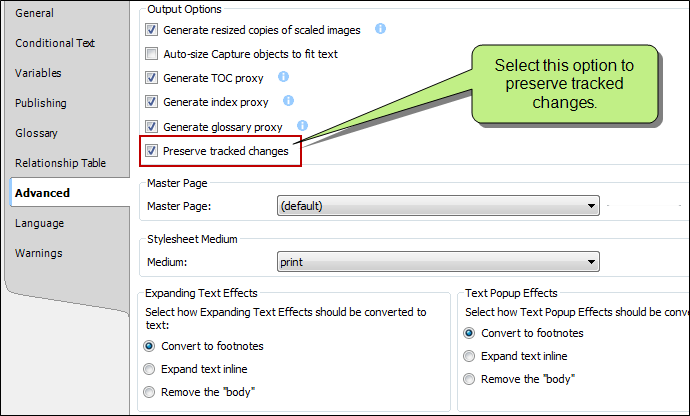 General
Conditional Text
Variables
Publishing
Glossary
Relationship Table
Advanced
Language
Warnings
Output Options
Generate resized copies of scaled images
Auto-size Capture objects to fit text
Generate TOC proxy
Generate index proxy
Generate glossary proxy
Preserve tracked changes
Select this option to
preserve tracked
changes.
Master Page
Master Page: (default)
Stylesheet Medium
Medium: print
Expanding Text Effects
Select how Expanding Text Effects should be converted to
text:
Convert to footnotes
Expand text inline
Remove the "body"
Text Popup Effects
Select how Text Popup Effects should be conv
Convert to footnotes
Expand text inline
Remove the "body"